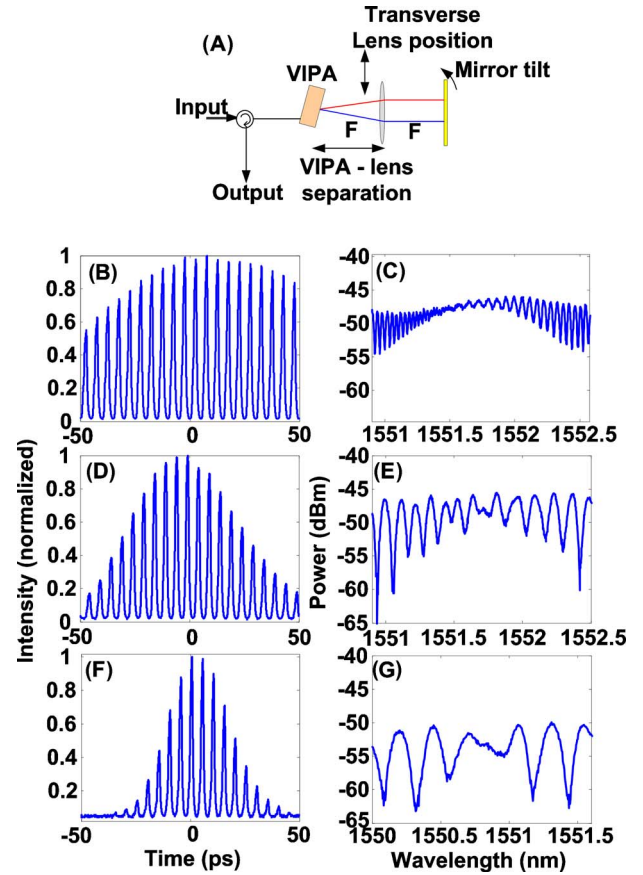 Transverse
(A)
Lens position
VIPA
Mirror tilt
Input
F
F
VIPA - lens
separation
Output
(B)
1
0.8
0.6
0.4
0.2
0
-50
0
50
(C)
-40
-45
-50
-55
-60
1551
1551.5
1552
1552.5
(D)
1
0.8
0.6
0.4
0.2
0
-50
0
50
(E)
-40
-45
-50
-55
-60
-65
1551
1551.5
1552
1552.5
(F)
1
0.8
0.6
0.4
0.2
-50
0
50
(G)
-40
-45
-50
-55
-60
-65
1550
1550.5
1551
1551.5
Intensity (normalized)
Power (dBm)
Time (ps)
Wavelength (nm)